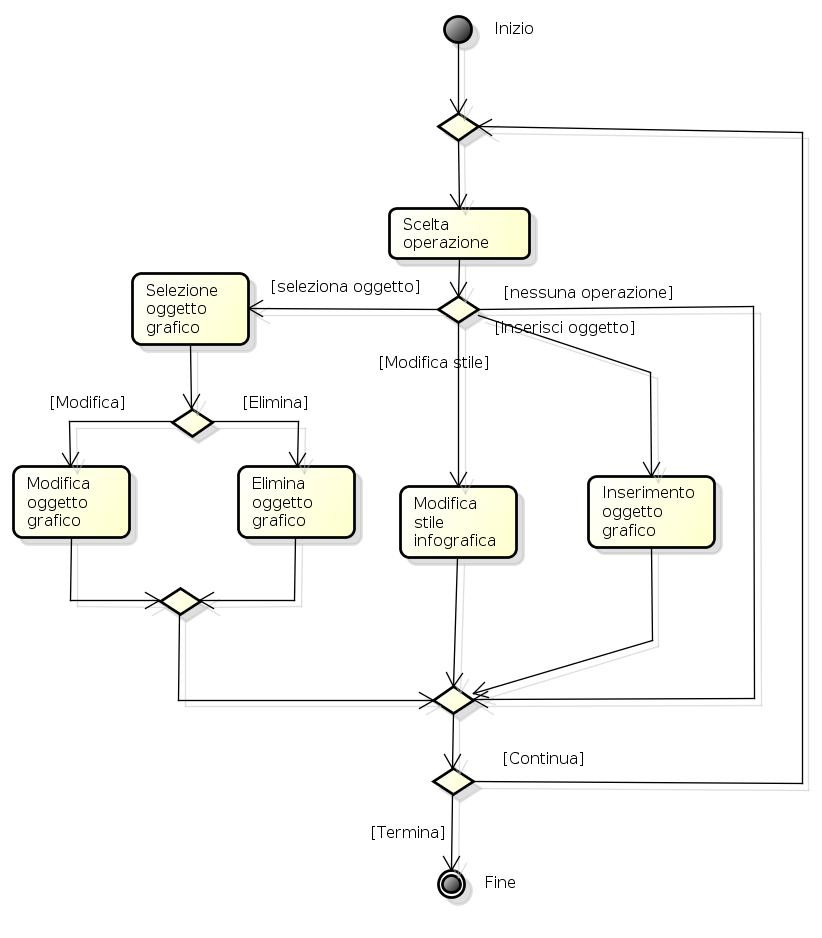 Inizio
Scelta
operazione
[seleziona oggetto]
[nessuna operazione]
Selezione
oggetto
grafico
[Inserisci oggetto]
[Modifica stile]
[Modifica]
[Elimina]
Modifica
oggetto
grafico
Elimina
oggetto
grafico
Modifica
stile
infografica
Inserimento
oggetto
grafico
[Continua]
[Termina]
Fine